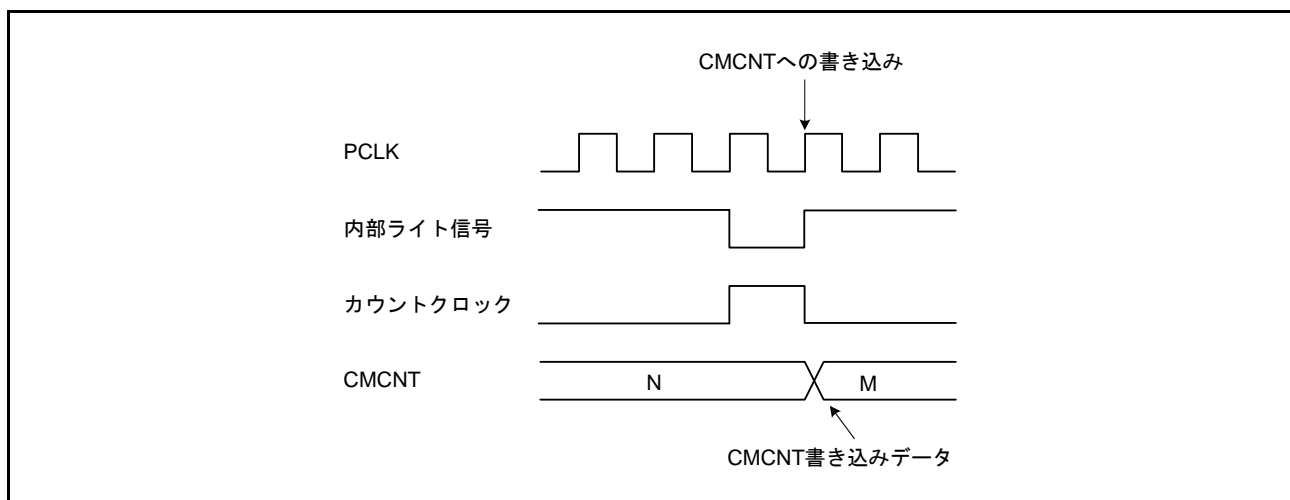 CMCNTへの書き込み
PCLK
内部ライト信号
カウントクロック
CMCNT
N
M
CMCNT書き込みデータ